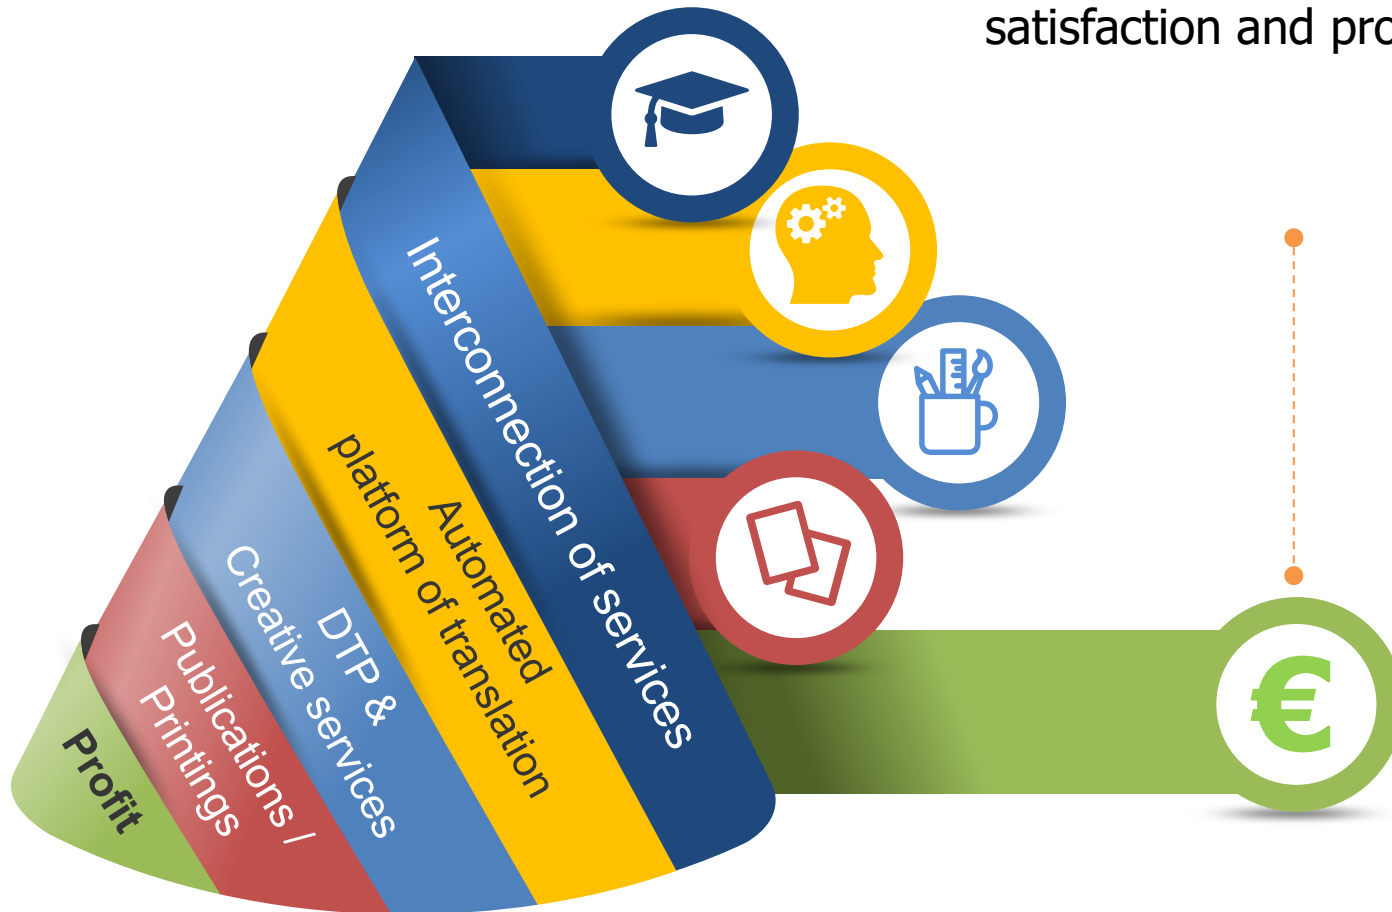 satisfaction and pro
Interconnection of services
Automated
platform of translation
DTP &
Creative services
Publications /
Printings
Profit
€